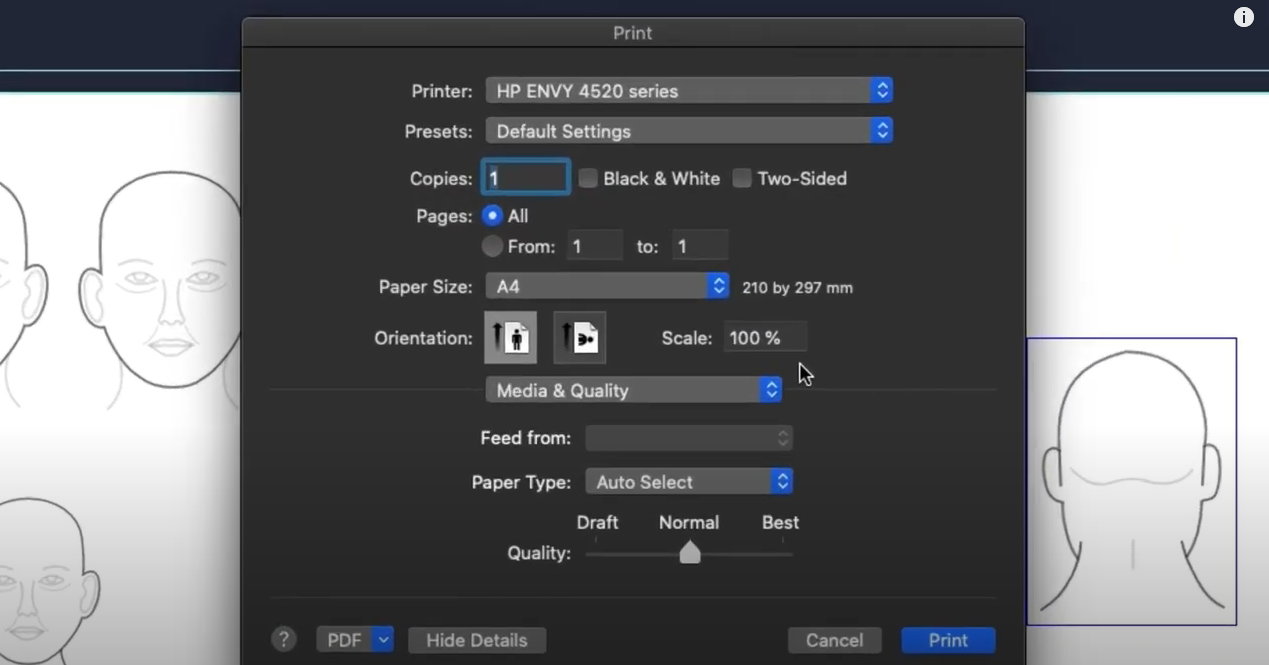 Print
Printer: HP ENVY 4520 series
Presets: Default Settings
Copies: 1 Black & White Two-Sided
Pages: All
From: 1 to: 1
Paper Size: A4 210 by 297 mm
Orientation: Scale: 100 %
Media & Quality
Feed from:
Paper Type: Auto Select
Draft Normal Best
Quality:
? PDF Hide Details Cancel Print